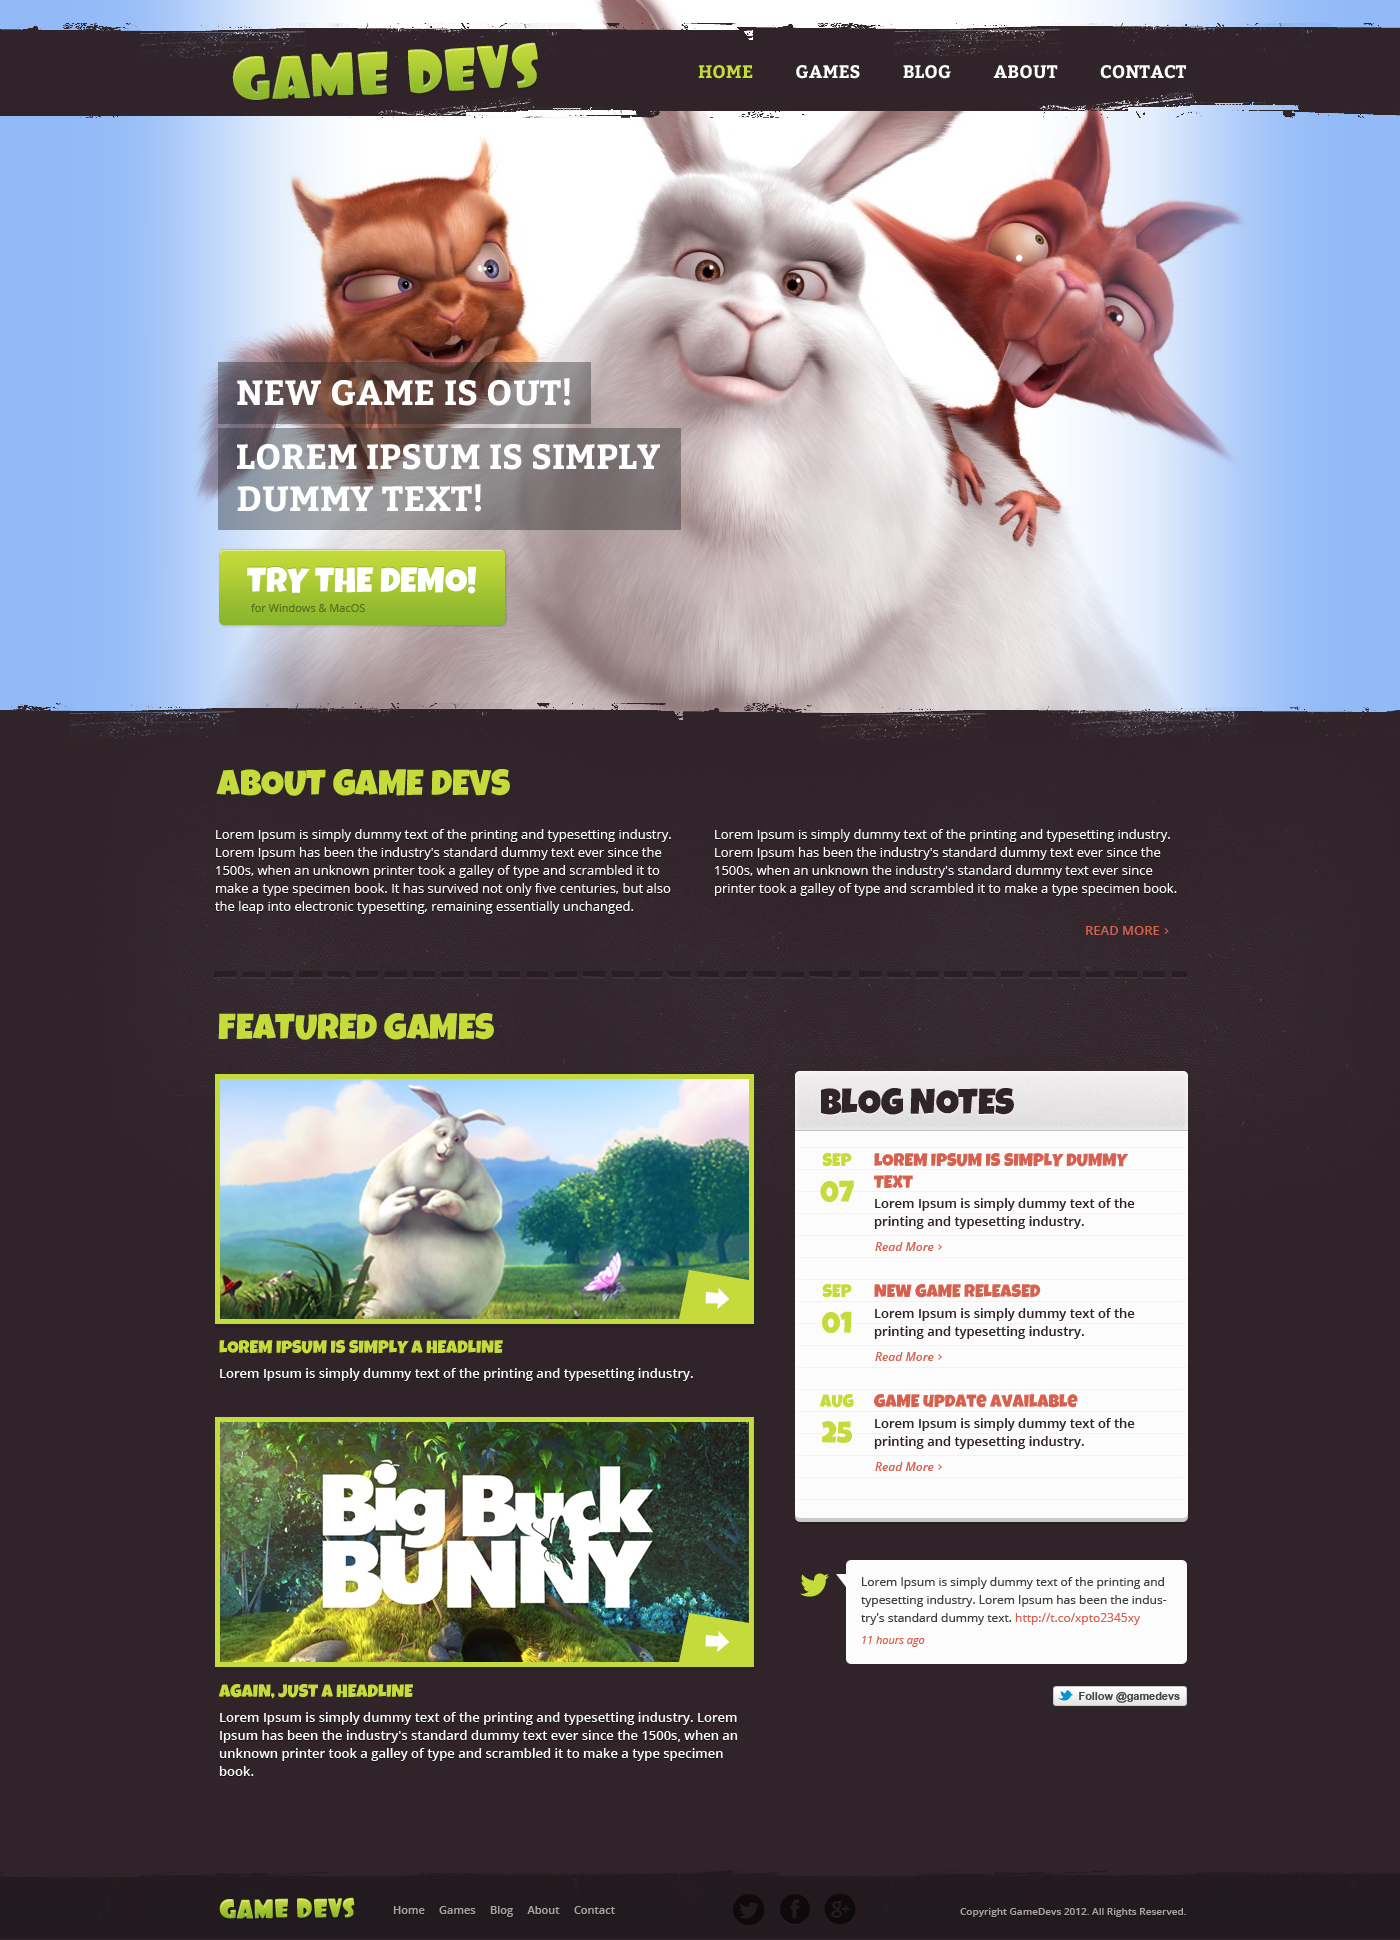 GAME DEVS
HOME GAMES BLOG ABOUT CONTACT
NEW GAME IS OUT!
LOREM IPSUM IS SIMPLY
DUMMY TEXT!
TRY THE DEMO!
for Windows & MacOS
ABOUT GAME DEVS
Lorem Ipsum is simply dummy text of the printing and typesetting industry.
Lorem Ipsum has been the industry's standard dummy text ever since the
1500s, when an unknown printer took a galley of type and scrambled it to
make a type specimen book. It has survived not only five centuries, but also
the leap into electronic typesetting, remaining essentially unchanged.
Lorem Ipsum is simply dummy text of the printing and typesetting industry.
Lorem Ipsum has been the industry's standard dummy text ever since the
1500s, when an unknown the industry's standard dummy text ever since
printer took a galley of type and scrambled it to make a type specimen book.
READ MORE ›
FEATURED GAMES
LOREM IPSUM IS SIMPLY A HEADLINE
Lorem Ipsum is simply dummy text of the printing and typesetting industry.
Big Buck
BUNNY
AGAIN, JUST A HEADLINE
Lorem Ipsum is simply dummy text of the printing and typesetting industry. Lorem
Ipsum has been the industry's standard dummy text ever since the 1500s, when an
unknown printer took a galley of type and scrambled it to make a type specimen
book.
BLOG NOTES
SEP
07
LOREM IPSUM IS SIMPLY DUMMY
TEXT
Lorem Ipsum is simply dummy text of the
printing and typesetting industry.
Read More ›
SEP
01
NEW GAME RELEASED
Lorem Ipsum is simply dummy text of the
printing and typesetting industry.
Read More ›
AUG
25
GAME UPDATE AVAILABLE
Lorem Ipsum is simply dummy text of the
printing and typesetting industry.
Read More ›
Lorem Ipsum is simply dummy text of the printing and
typesetting industry. Lorem Ipsum has been the indus-
try's standard dummy text. http://t.co/xpto2345xy
11 hours ago
Follow @gamedevs
GAME DEVS
Home Games Blog About Contact
Copyright GameDevs 2012. All Rights Reserved.